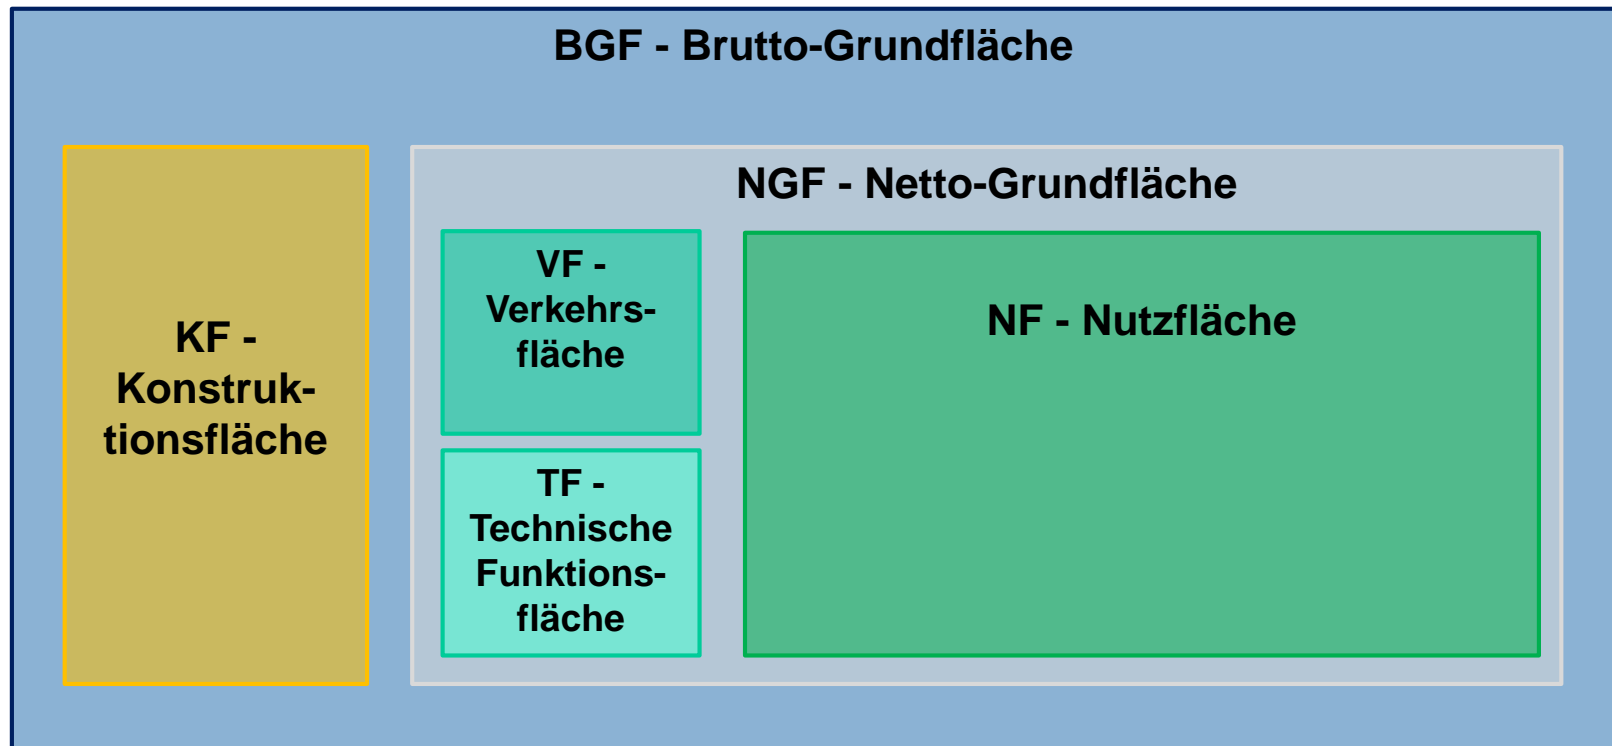 BGF - Brutto-Grundfläche
NGF - Netto-Grundfläche
KF -
Konstruk-
tionsfläche
VF -
Verkehrs-
fläche
TF -
Technische
Funktions-
fläche
NF - Nutzfläche